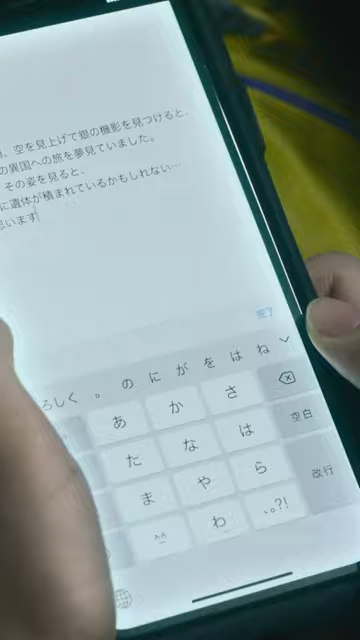 、空を見上げて銀の機影を見つけると、
の異国への旅を夢見ていました。
その姿を見ると、
に遺体が積まれているかもしれない…
思います
完了
ろしく 。 の に が を は ね
あ か さ
た な は 空白
ま や ら 改行
^^ わ 、。?!